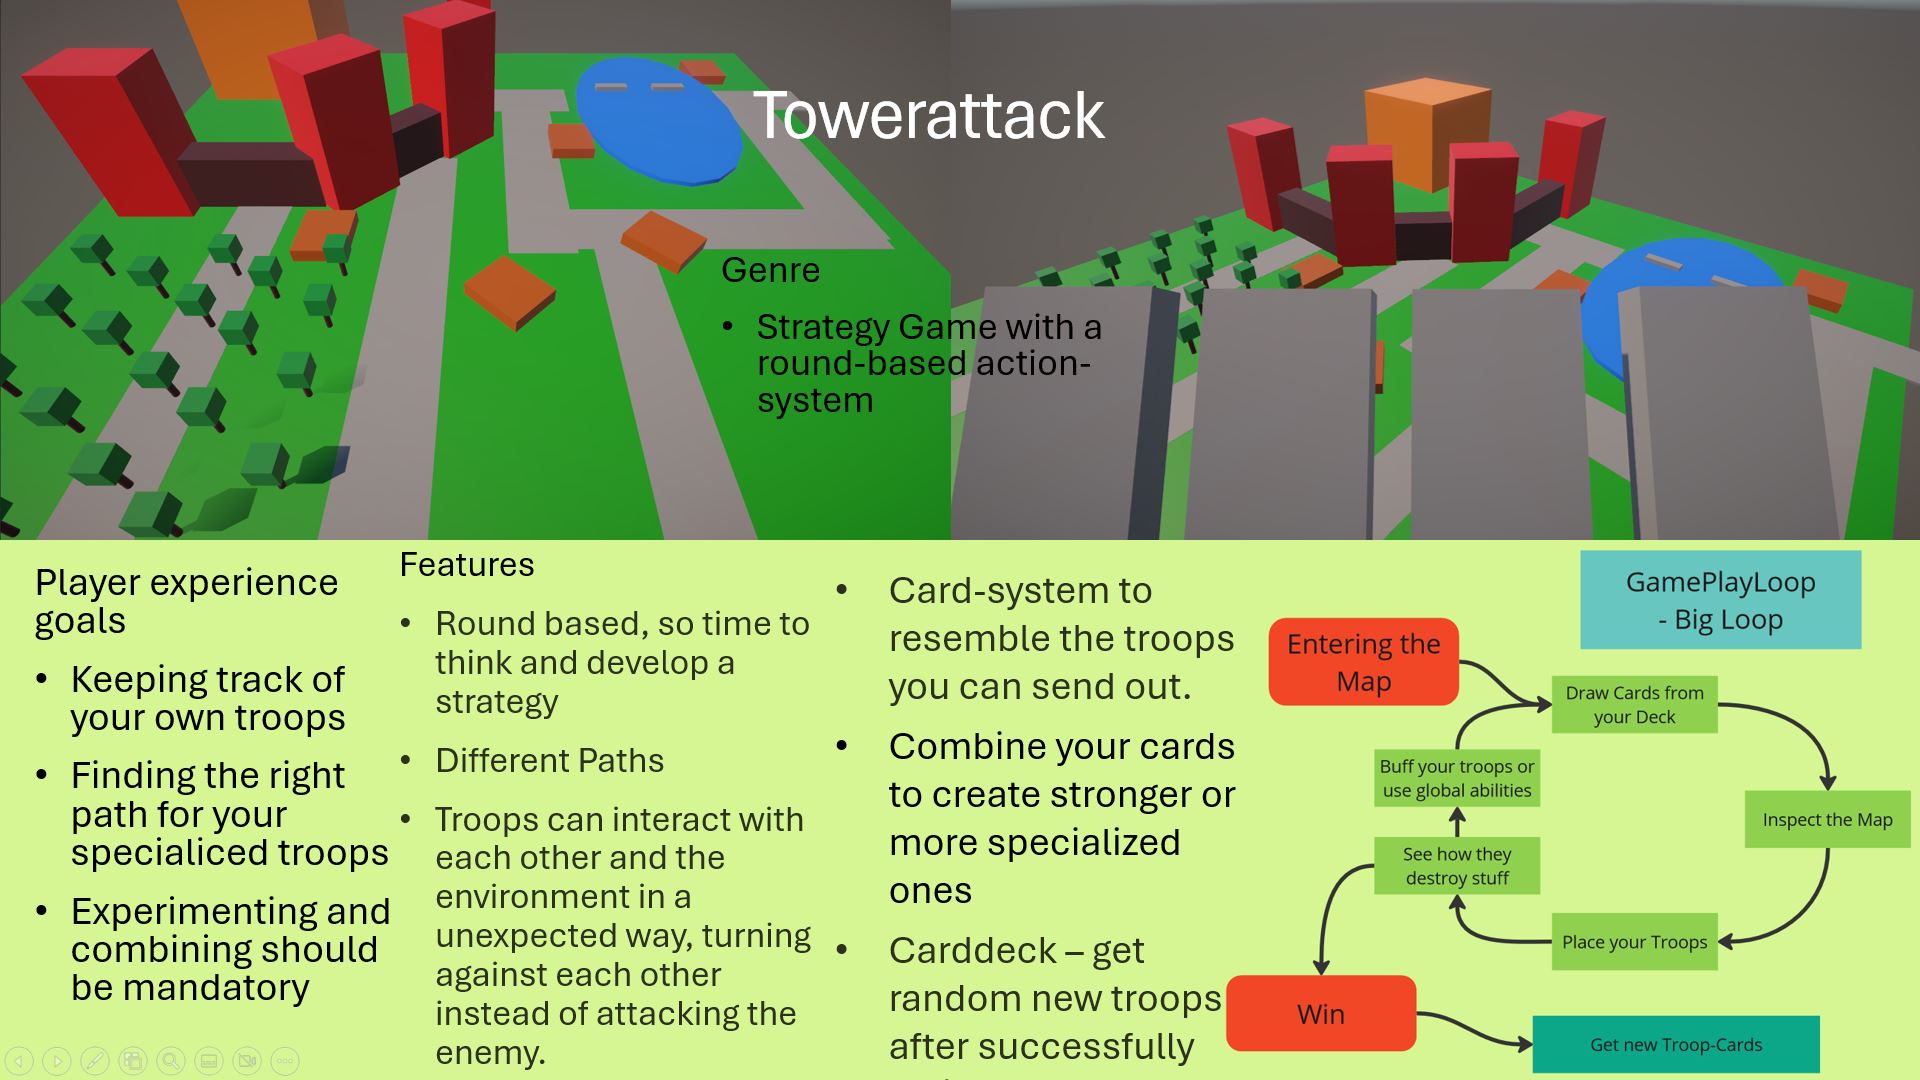 Towerattack
Genre
• Strategy Game with a
round-based action-
system
Player experience
goals
• Keeping track of
your own troops
• Finding the right
path for your
specialiced troops
• Experimenting and
combining should
be mandatory
Features
• Round based, so time to
think and develop a
strategy
• Different Paths
• Troops can interact with
each other and the
environment in a
unexpected way, turning
against each other
instead of attacking the
enemy.
• Card-system to
resemble the troops
you can send out.
• Combine your cards
to create stronger or
more specialized
ones
• Carddeck – get
random new troops
after successfully
GamePlayLoop
- Big Loop
Entering the
Map
Draw Cards from
your Deck
Inspect the Map
Place your Troops
See how they
destroy stuff
Buff your troops or
use global abilities
Win
Get new Troop-Cards